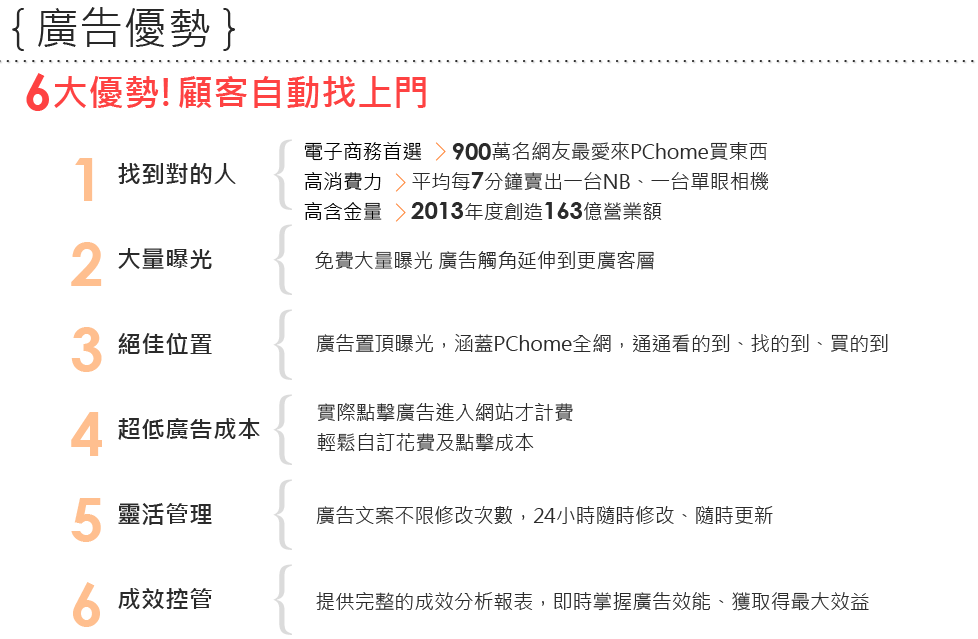 { 廣告優勢 }
6大優勢! 顧客自動找上門
1 找到對的人
電子商務首選 > 900萬名網友最愛來PChome買東西
高消費力 > 平均每7分鐘賣出一台NB、一台單眼相機
高含金量 > 2013年度創造163億營業額
2 大量曝光
免費大量曝光 廣告觸角延伸到更廣客層
3 絕佳位置
廣告置頂曝光，涵蓋PChome全網，通通看的到、找的到、買的到
4 超低廣告成本
實際點擊廣告進入網站才計費
輕鬆自訂花費及點擊成本
5 靈活管理
廣告文案不限修改次數，24小時隨時修改、隨時更新
6 成效控管
提供完整的成效分析報表，即時掌握廣告效能、獲取得最大效益